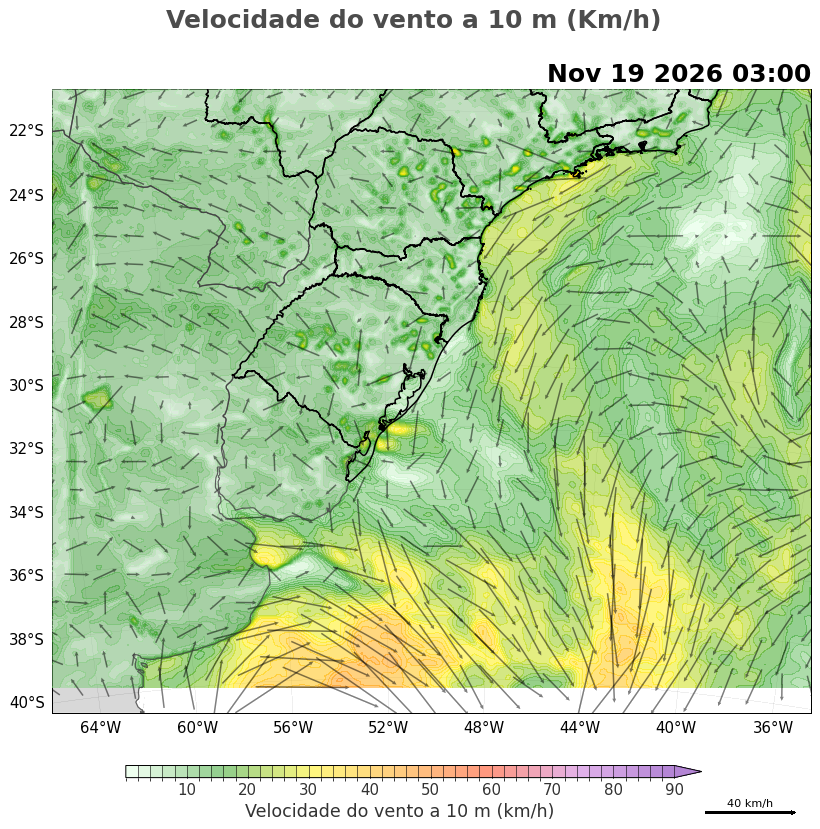 Velocidade do vento a 10 m (Km/h)
Nov 19 2026 03:00
22°S
24°S
26°S
28°S
30°S
32°S
34°S
36°S
38°S
40°S
64°W 60°W 56°W 52°W 48°W 44°W 40°W 36°W
10 20 30 40 50 60 70 80 90
Velocidade do vento a 10 m (km/h)
40 km/h